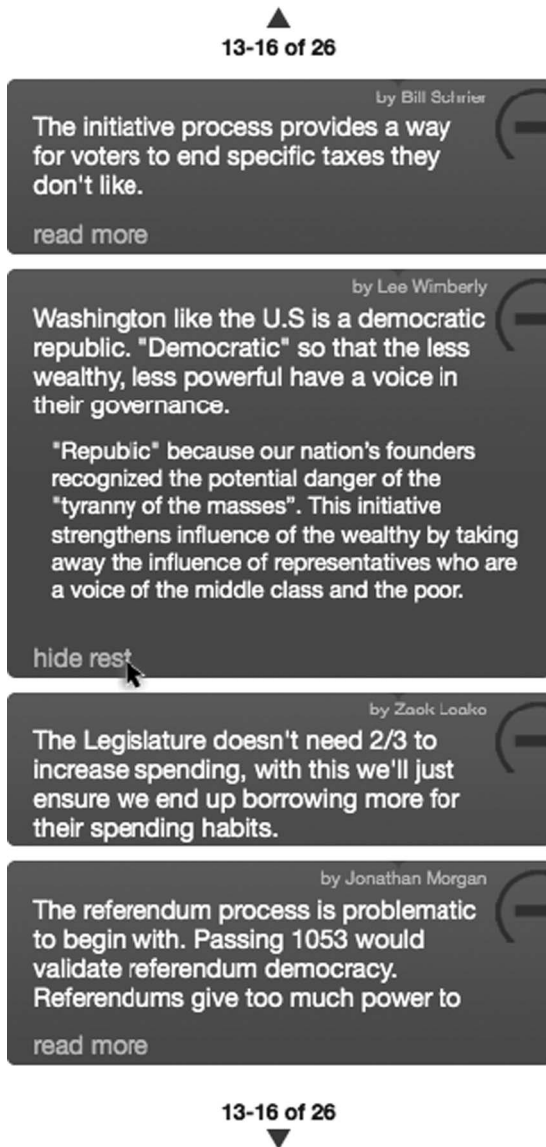 13-16 of 26
by Bill Schrier
The initiative process provides a way
for voters to end specific taxes they
don't like.
read more
by Lee Wimberly
Washington like the U.S is a democratic
republic. "Democratic" so that the less
wealthy, less powerful have a voice in
their governance.
"Republic" because our nation's founders
recognized the potential danger of the
"tyranny of the masses". This initiative
strengthens influence of the wealthy by taking
away the influence of representatives who are
a voice of the middle class and the poor.
hide rest
by Zack
The Legislature doesn't need 2/3 to
increase spending, with this we'll just
ensure we end up borrowing more for
their spending habits.
by Jonathan Morgan
The referendum process is problematic
to begin with. Passing 1053 would
validate referendum democracy.
Referendums give too much power to
read more
13-16 of 26